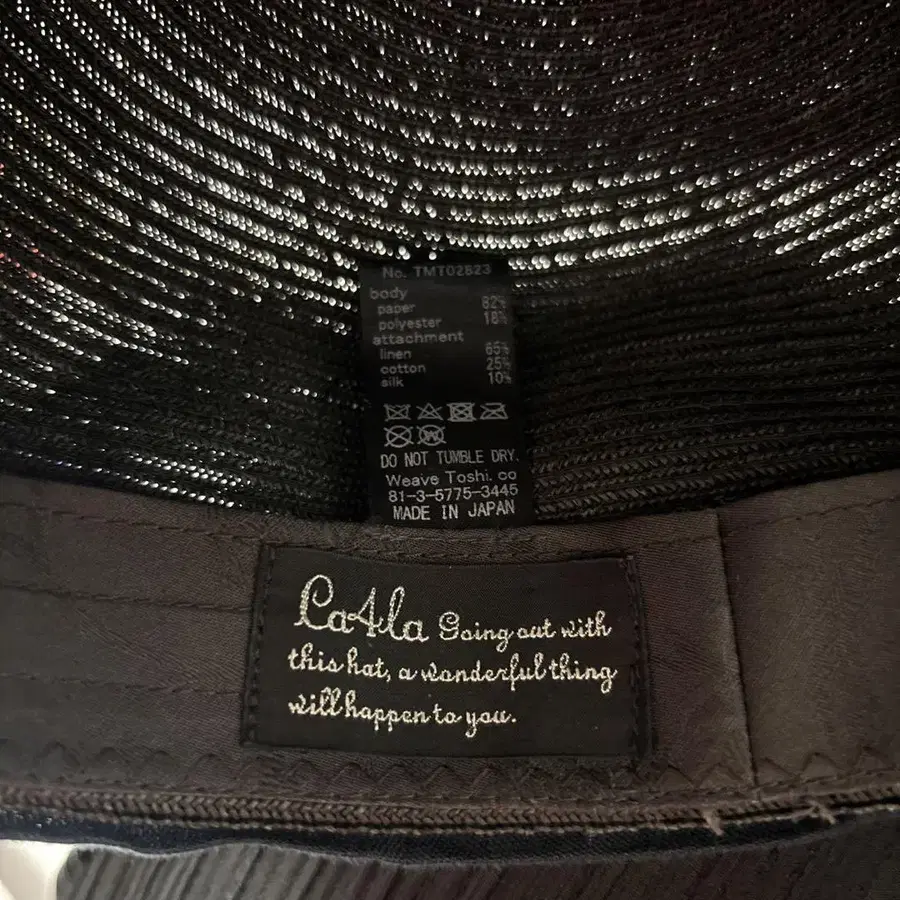 No. TMT02823
body
paper 82%
polyester 18%
attachment
linen 65%
cotton 25%
silk 10%
DO NOT TUMBLE DRY.
Weave Toshi. co
81-3-5775-3445
MADE IN JAPAN
Ca4la Going out with
this hat, a wonderful thing
will happen to you.